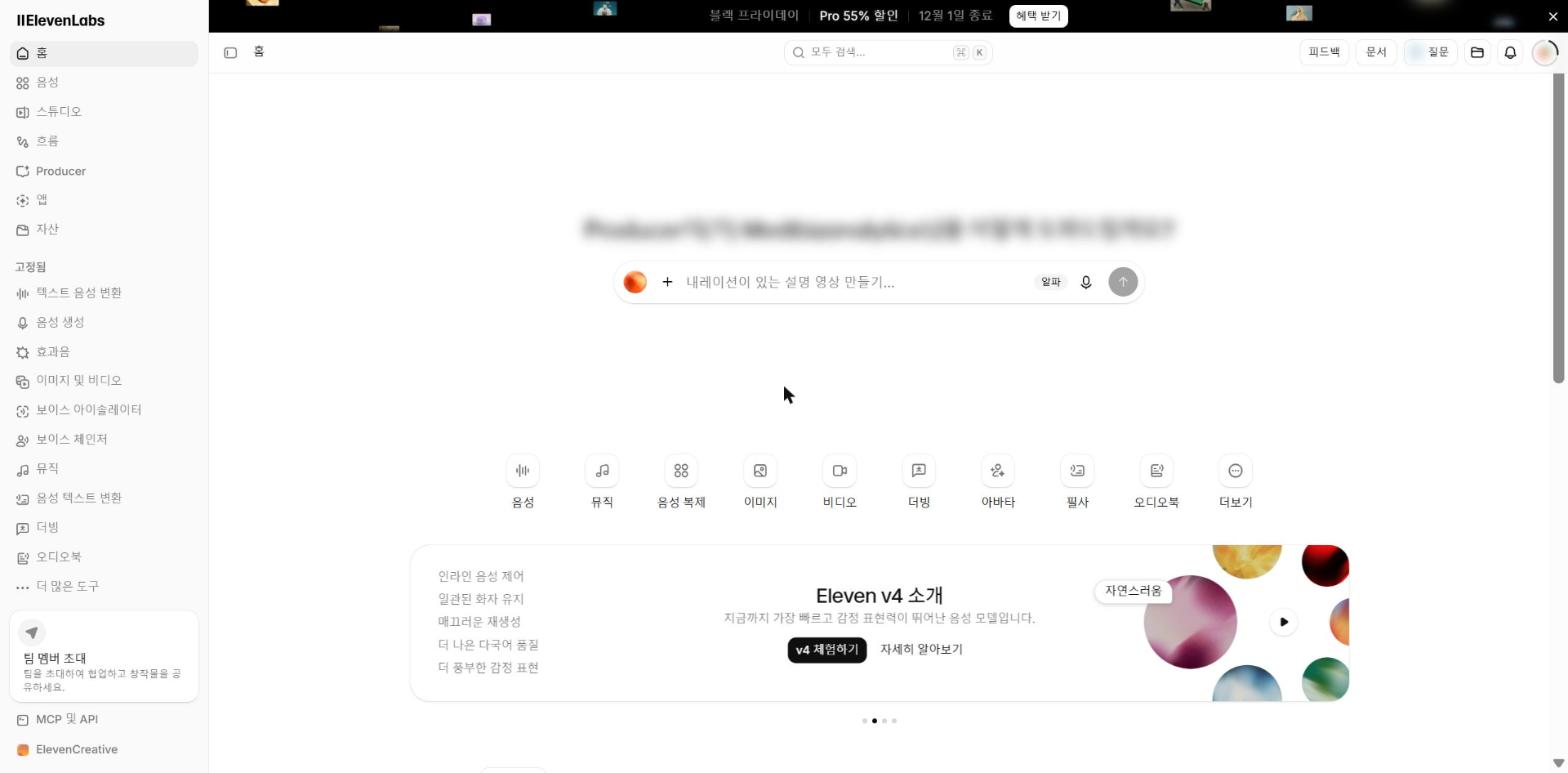 IIElevenLabs
홈
음성
스튜디오
흐름
Producer
앱
자산
고정됨
텍스트 음성 변환
음성 생성
효과음
이미지 및 비디오
보이스 아이솔레이터
보이스 체인저
뮤직
음성 텍스트 변환
더빙
오디오북
더 많은 도구
팀 멤버 초대
팀을 초대하여 협업하고 창작물을 공
유하세요.
MCP 및 API
ElevenCreative
블랙 프라이데이 Pro 55% 할인 12월 1일 종료 혜택 받기
홈
모두 검색... ⌘ K
피드백 문서 질문
내레이션이 있는 설명 영상 만들기...
알파
음성 뮤직 음성 복제 이미지 비디오 더빙 아바타 필사 오디오북 더보기
인라인 음성 제어
일관된 화자 유지
매끄러운 재생성
더 나은 다국어 품질
더 풍부한 감정 표현
Eleven v4 소개
지금까지 가장 빠르고 감정 표현력이 뛰어난 음성 모델입니다.
v4 체험하기 자세히 알아보기
자연스러움